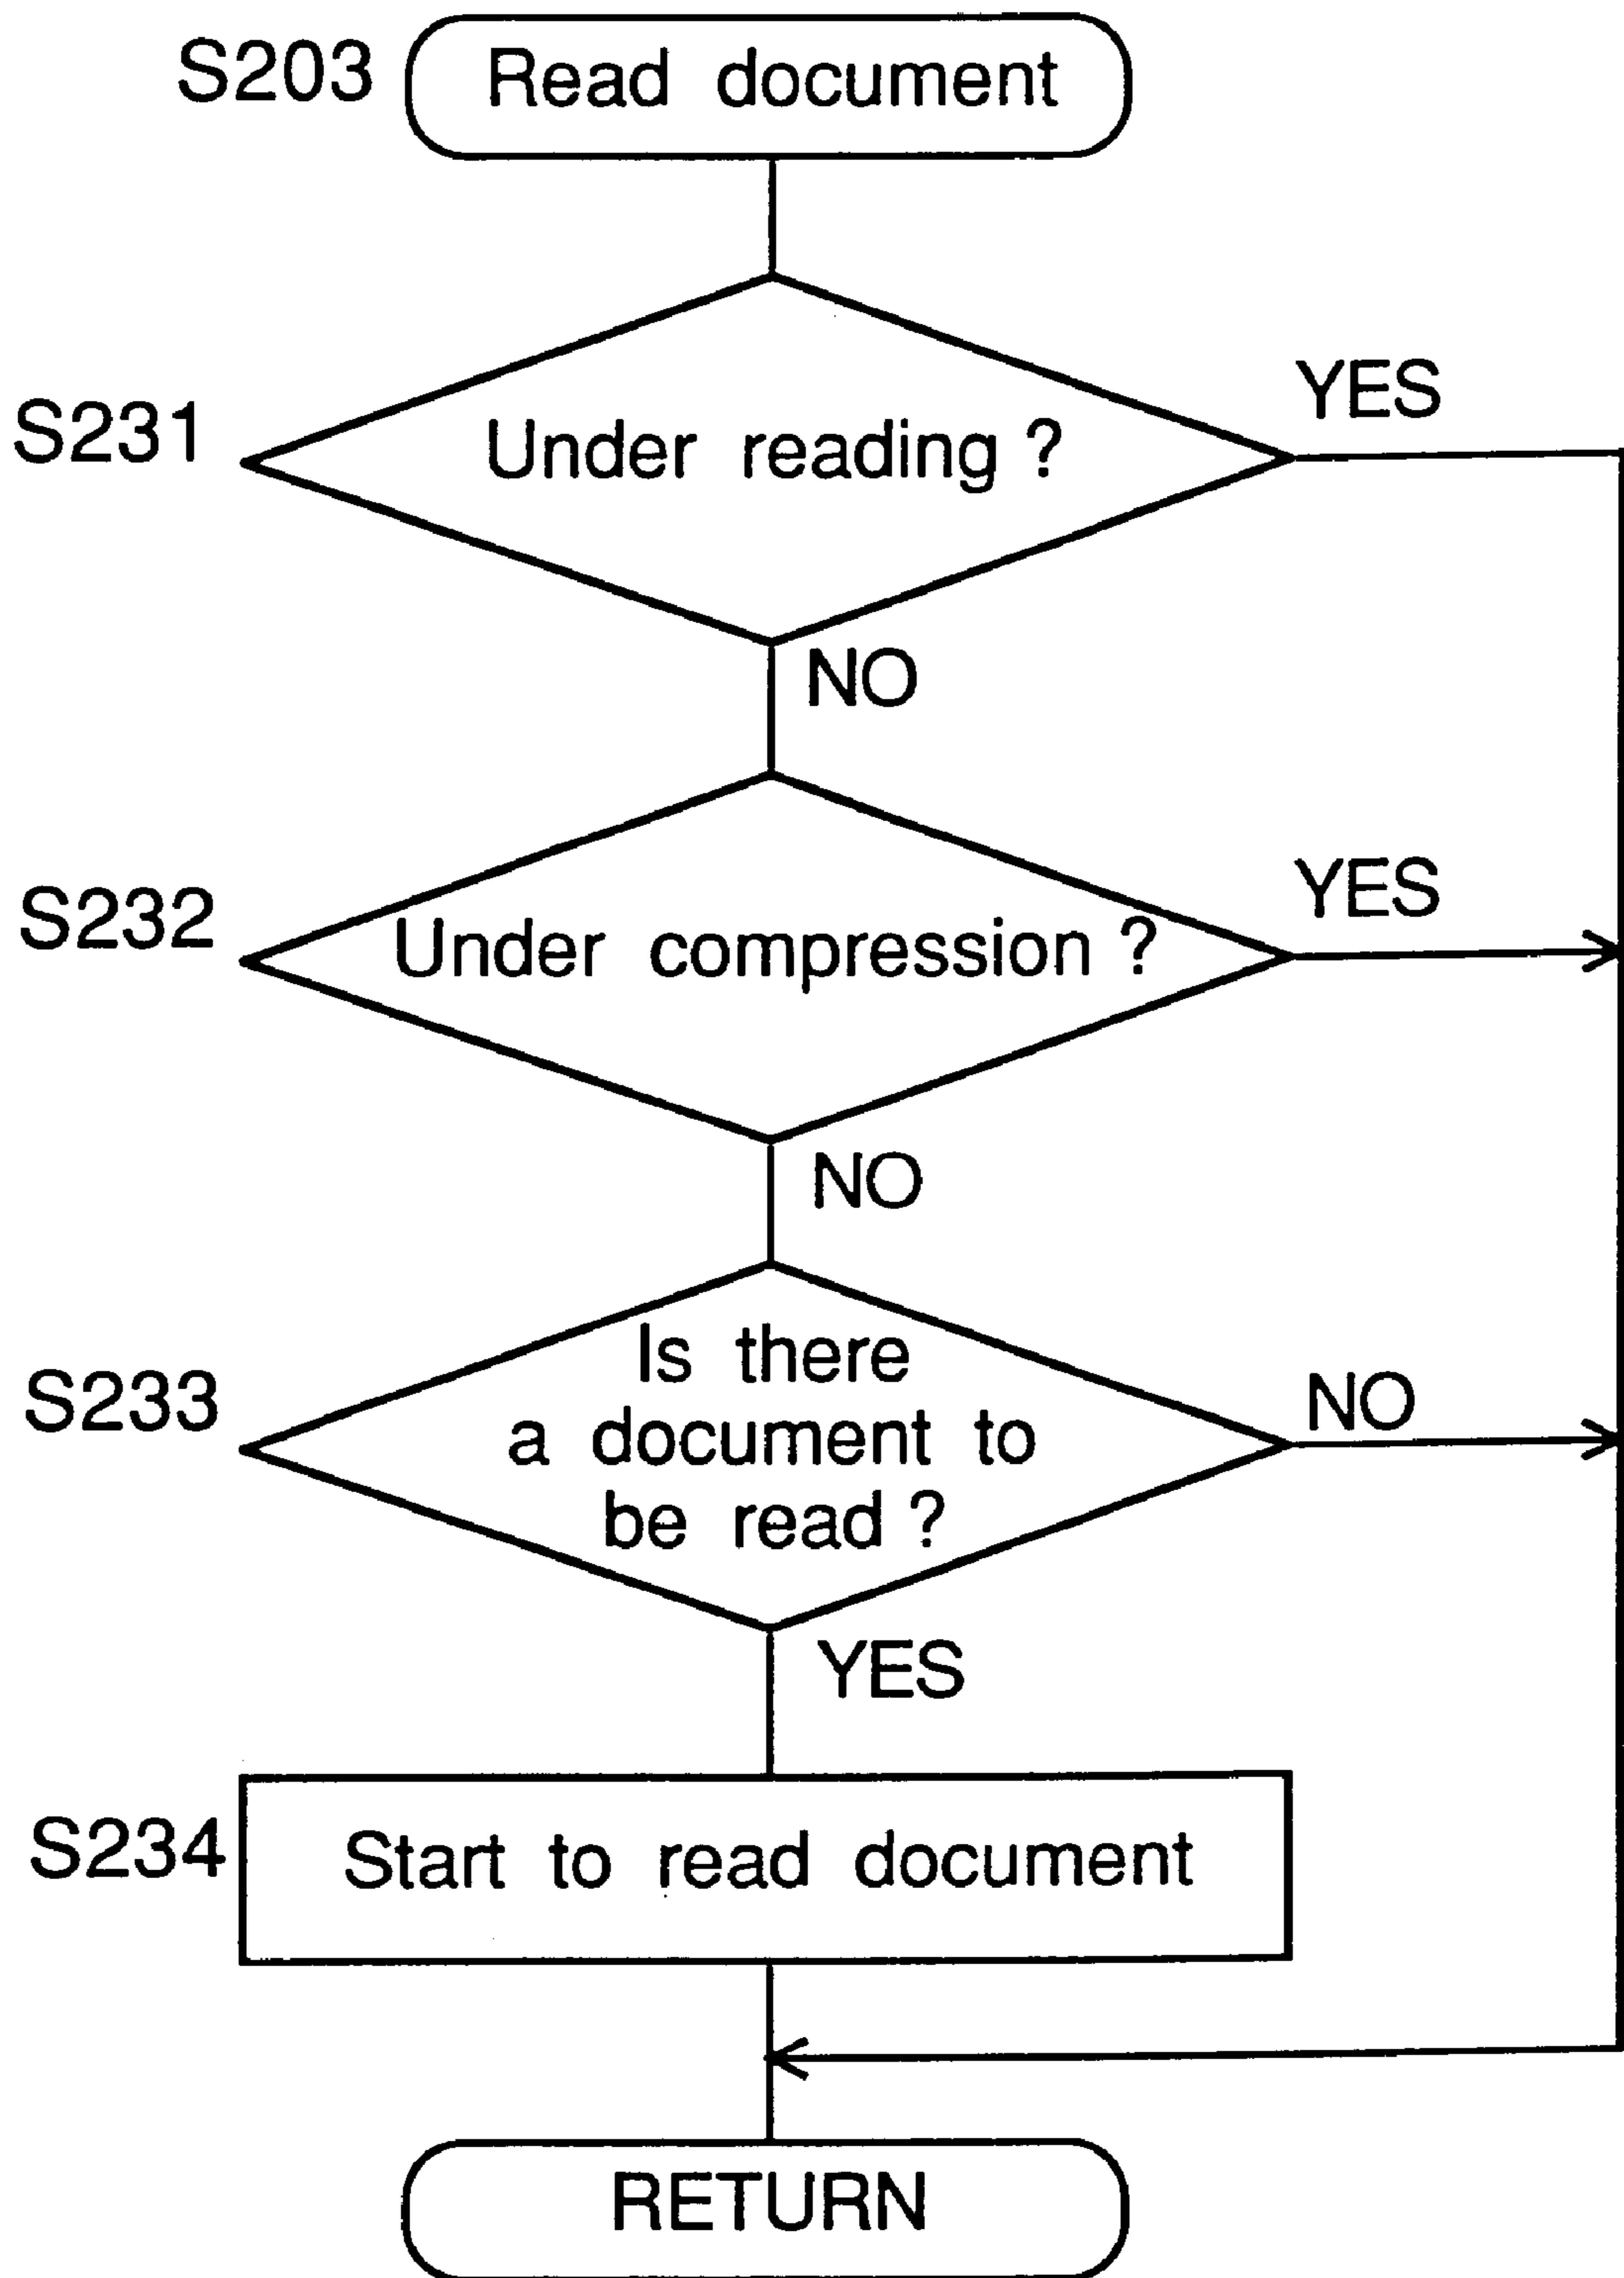 S203 Read document
S231 Under reading ? YES
NO
S232 Under compression ? YES
NO
S233 Is there
a document to NO
be read ?
YES
S234 Start to read document
RETURN